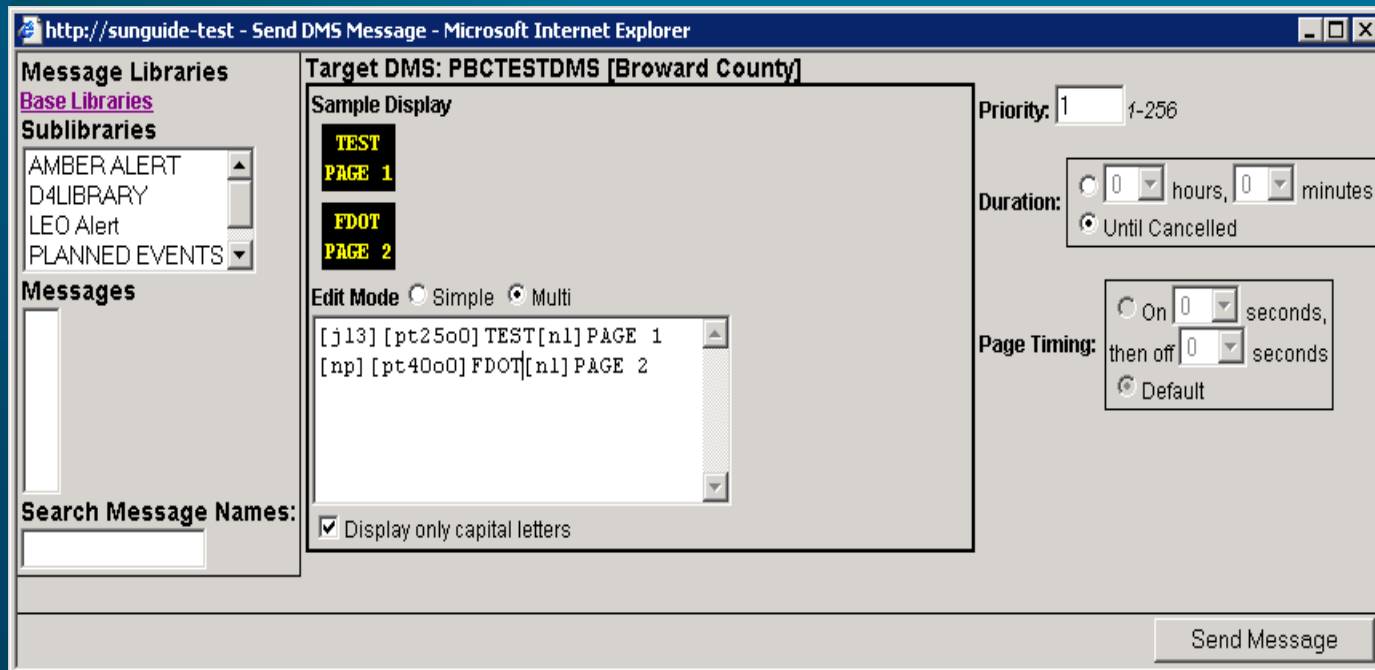 http://sunguide-test - Send DMS Message - Microsoft Internet Explorer
Message Libraries
Base Libraries
Sublibraries
AMBER ALERT
D4LIBRARY
LEO Alert
PLANNED EVENTS
Messages
Search Message Names:
Target DMS: PBCTESTDMS [Broward County]
Sample Display
TEST
PAGE 1
FDOT
PAGE 2
Edit Mode Simple Multi
[jl3][pt25o0]TEST[nl]PAGE 1
[np][pt40o0]FDOT[nl]PAGE 2
Display only capital letters
Priority: 1 1-256
Duration: 0 hours, 0 minutes
Until Cancelled
Page Timing: On 0 seconds,
then off 0 seconds
Default
Send Message